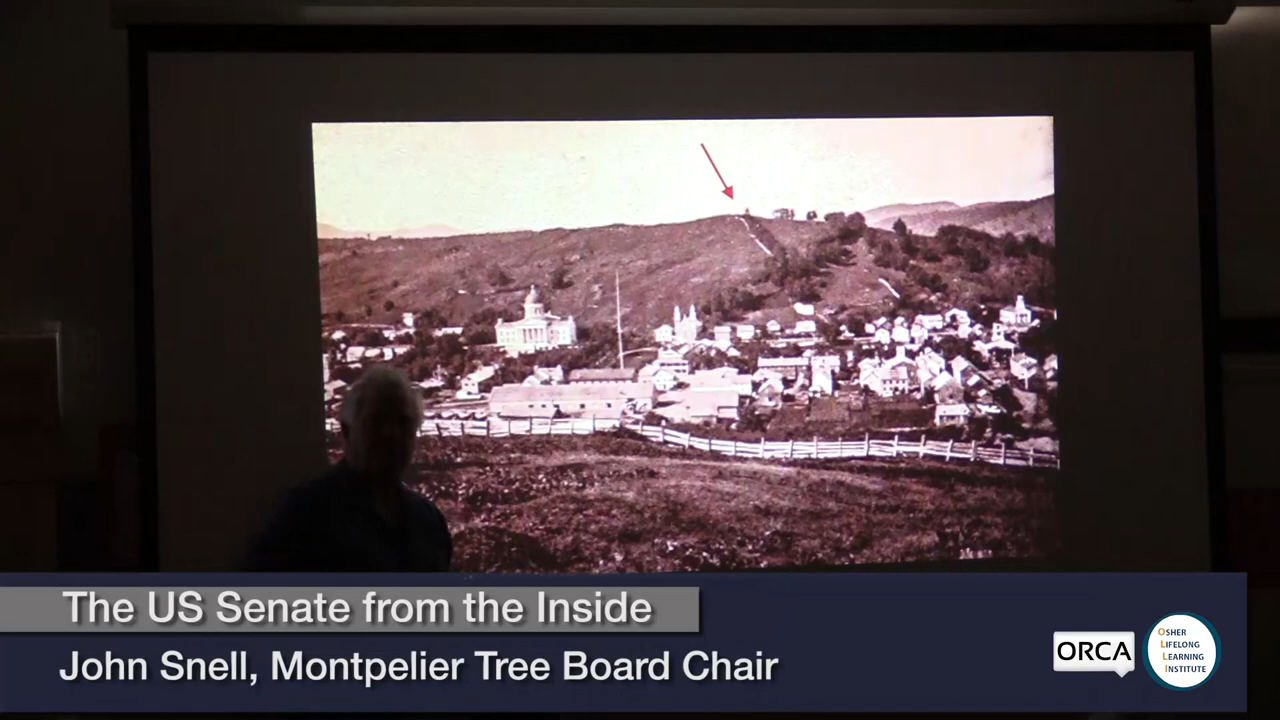 The US Senate from the Inside
John Snell, Montpelier Tree Board Chair
ORCA
OSHER
LIFELONG
LEARNING
INSTITUTE